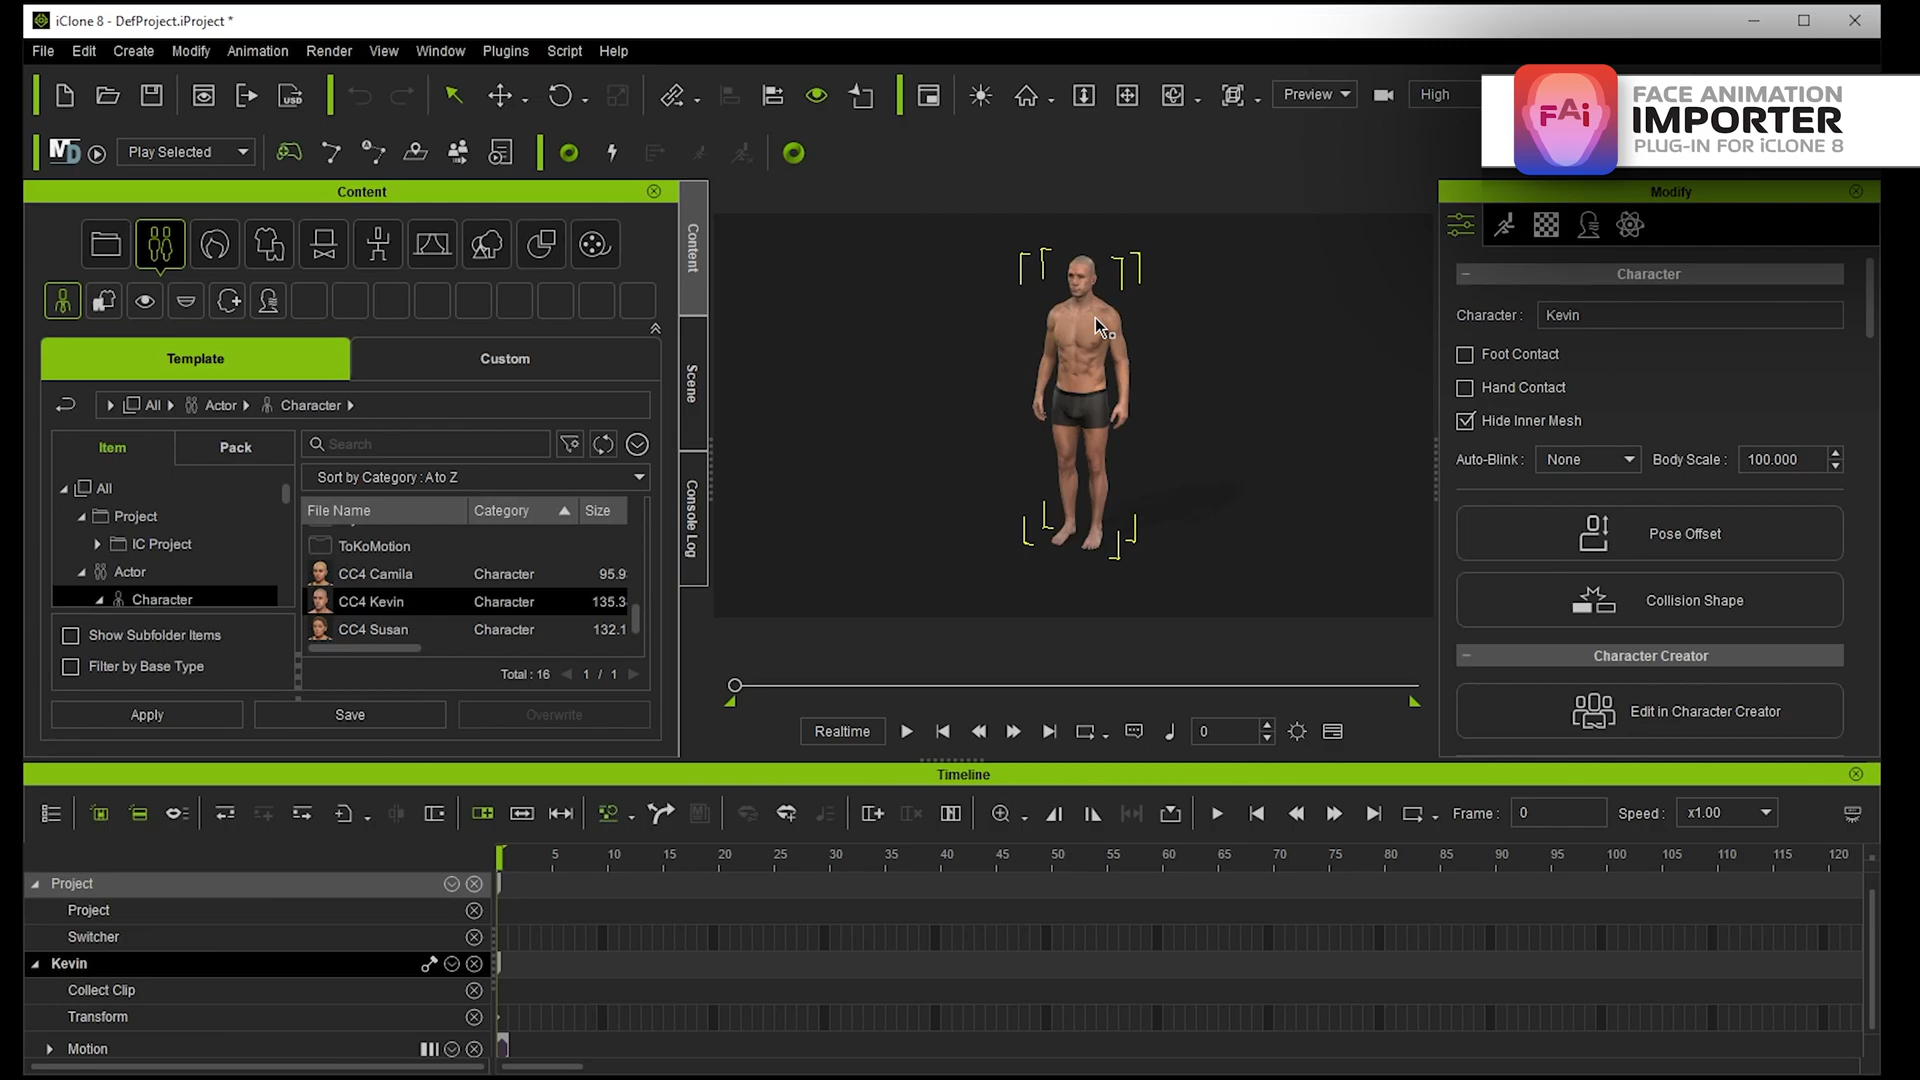 iClone 8 - DefProject.iProject *
File Edit Create Modify Animation Render View Window Plugins Script Help
USD
Preview
High
FAi
FACE ANIMATION
IMPORTER
PLUG-IN FOR iCLONE 8
MD
Play Selected
Content
Content
Scene
Console Log
Template
Custom
All
Actor
Character
Item
Pack
Search
Sort by Category : A to Z
File Name
Category
Size
All
Project
IC Project
Actor
Character
ToKoMotion
CC4 Camila Character 95.9
CC4 Kevin Character 135.3
CC4 Susan Character 132.1
Show Subfolder Items
Filter by Base Type
Total : 16
1 / 1
Apply
Save
Overwrite
Realtime
0
Modify
Character
Character : Kevin
Foot Contact
Hand Contact
Hide Inner Mesh
Auto-Blink : None
Body Scale : 100.000
Pose Offset
Collision Shape
Character Creator
Edit in Character Creator
Timeline
Frame : 0
Speed : x1.00
5 10 15 20 25 30 35 40 45 50 55 60 65 70 75 80 85 90 95 100 105 110 115 120
Project
Project
Switcher
Kevin
Collect Clip
Transform
Motion